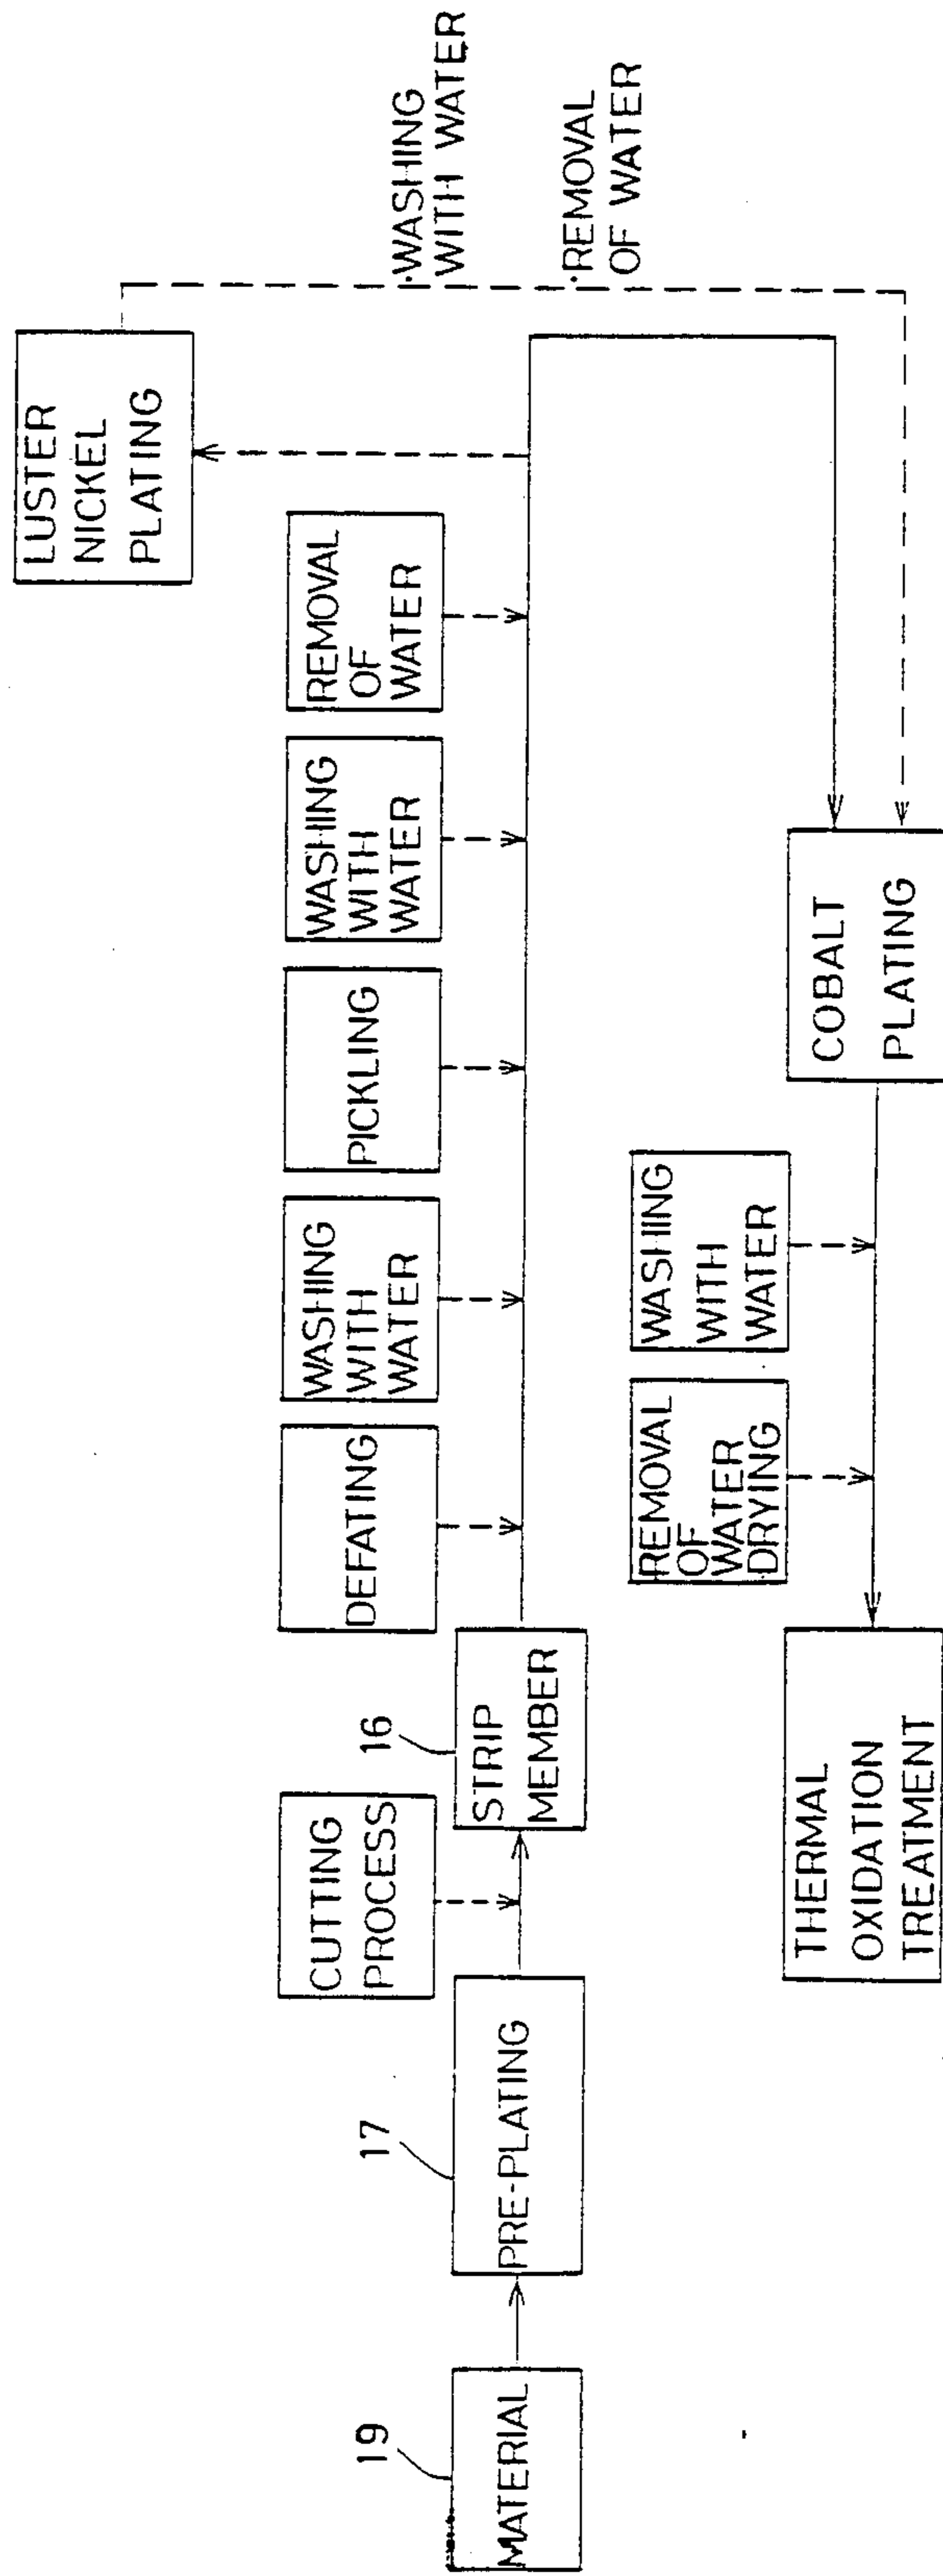 19
MATERIAL
17
PRE-PLATING
CUTTING
PROCESS
16
STRIP
MEMBER
DEFATING
WASHING
WITH
WATER
PICKLING
WASHING
WITH
WATER
REMOVAL
OF
WATER
LUSTER
NICKEL
PLATING
·WASHING
WITH WATER
·REMOVAL
OF WATER
COBALT
PLATING
WASHING
WITH
WATER
REMOVAL
OF
WATER
DRYING
THERMAL
OXIDATION
TREATMENT